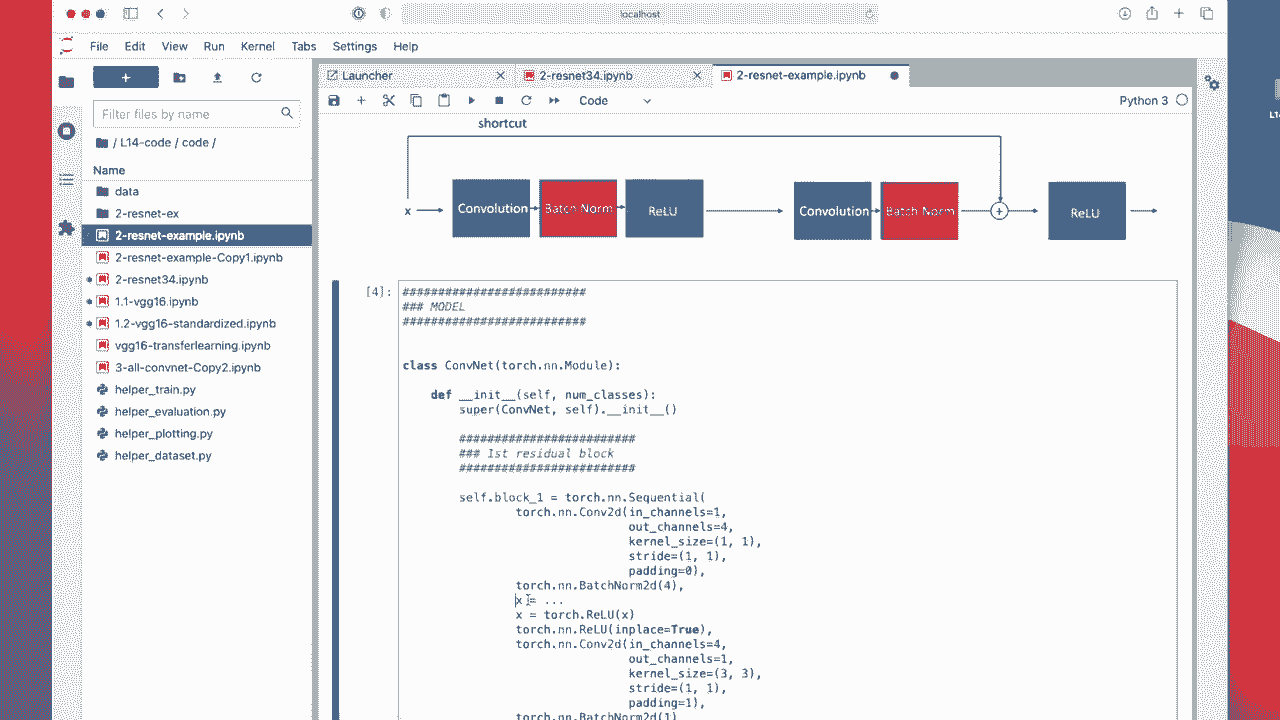 localhost
File Edit View Run Kernel Tabs Settings Help
Launcher
2-resnet34.ipynb
2-resnet-example.ipynb
Code
Python 3
Filter files by name
/ L14-code / code /
Name
data
2-resnet-ex
2-resnet-example.ipynb
2-resnet-example-Copy1.ipynb
2-resnet34.ipynb
1.1-vgg16.ipynb
1.2-vgg16-standardized.ipynb
vgg16-transferlearning.ipynb
3-all-convnet-Copy2.ipynb
helper_train.py
helper_evaluation.py
helper_plotting.py
helper_dataset.py
shortcut
x Convolution Batch Norm ReLU Convolution Batch Norm + ReLU
[4]:
##########################
### MODEL
##########################
class ConvNet(torch.nn.Module):
def __init__(self, num_classes):
super(ConvNet, self).__init__()
#########################
### 1st residual block
#########################
self.block_1 = torch.nn.Sequential(
torch.nn.Conv2d(in_channels=1,
out_channels=4,
kernel_size=(1, 1),
stride=(1, 1),
padding=0),
torch.nn.BatchNorm2d(4),
x = ...
x = torch.ReLU(x)
torch.nn.ReLU(inplace=True),
torch.nn.Conv2d(in_channels=4,
out_channels=1,
kernel_size=(3, 3),
stride=(1, 1),
padding=1),
torch.nn.BatchNorm2d(1)